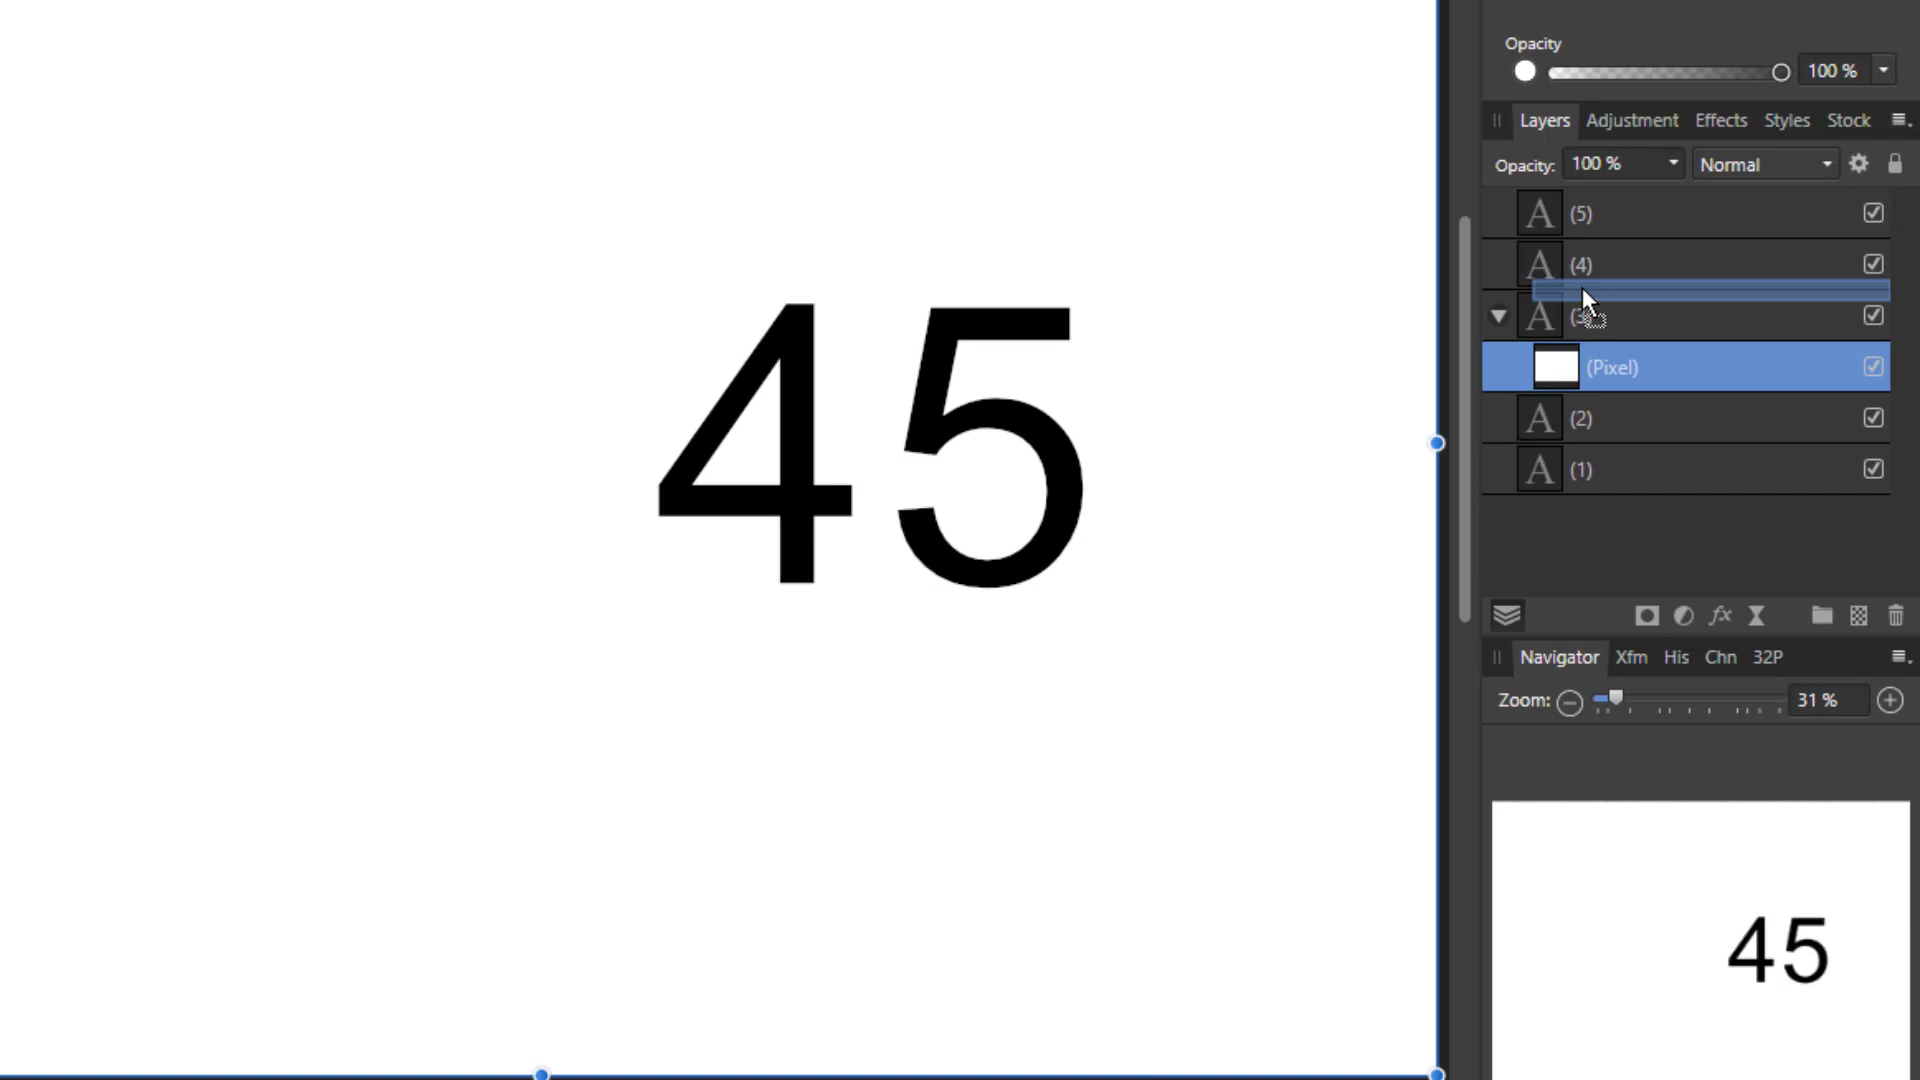 Opacity
100 %
Layers Adjustment Effects Styles Stock
Opacity: 100 % Normal
A (5)
A (4)
A (3)
(Pixel)
A (2)
A (1)
fx
Navigator Xfm His Chn 32P
Zoom: 31 %
45
45